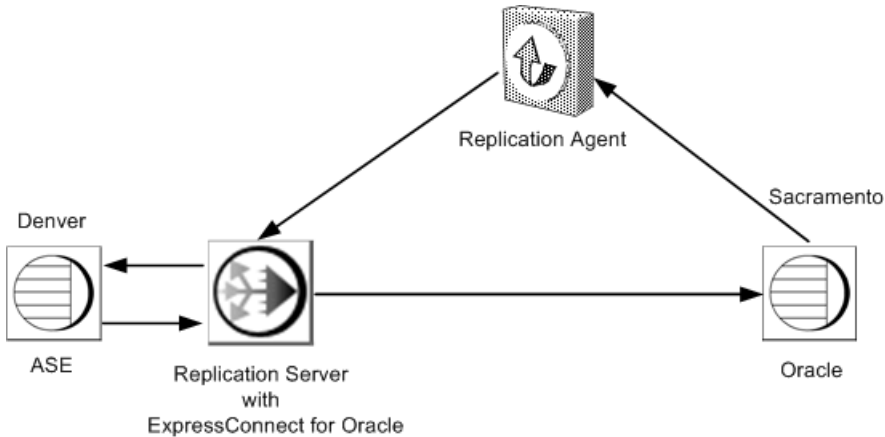 Replication Agent
Sacramento
Denver
ASE
Replication Server
with
ExpressConnect for Oracle
Oracle